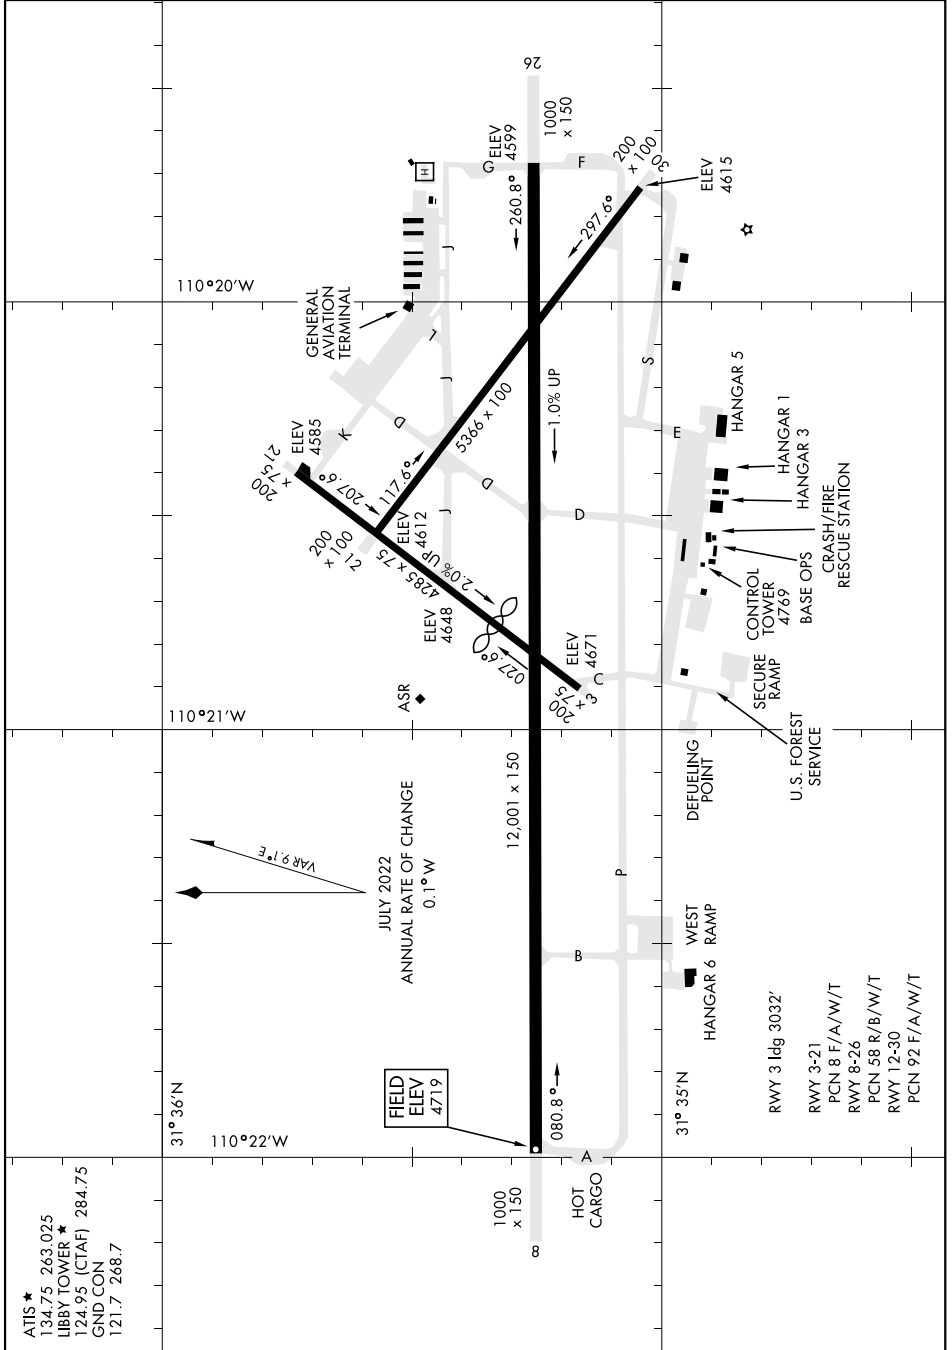 ATIS ★
134.75 263.025
LIBBY TOWER ★
124.95 (CTAF) 284.75
GND CON
121.7 268.7
31° 36'N
110°22'W
110°21'W
110°20'W
VAR 9.1°E
JULY 2022
ANNUAL RATE OF CHANGE
0.1° W
FIELD
ELEV
4719
ASR
GENERAL
AVIATION
TERMINAL
H
21
200
x 75
ELEV
4585
207.6°
12
200
x 100
ELEV
4612
117.6°
4285 x 75
2.0% UP
ELEV
4648
027.6°
5366 x 100
K
D
J
L
J
J
G
D
8
1000
x 150
12,001 x 150
080.8°
1.0% UP
260.8°
ELEV
4599
26
1000
x 150
ELEV
4671
200
x 75
3
C
297.6°
30
200
x 100
ELEV
4615
F
HOT
CARGO
A
B
P
D
E
S
31° 35'N
HANGAR 6
WEST
RAMP
DEFUELING
POINT
U.S. FOREST
SERVICE
SECURE
RAMP
CONTROL
TOWER
4769
BASE OPS
CRASH/FIRE
RESCUE STATION
HANGAR 3
HANGAR 1
HANGAR 5
RWY 3 ldg 3032'
RWY 3-21
PCN 8 F/A/W/T
RWY 8-26
PCN 58 R/B/W/T
RWY 12-30
PCN 92 F/A/W/T